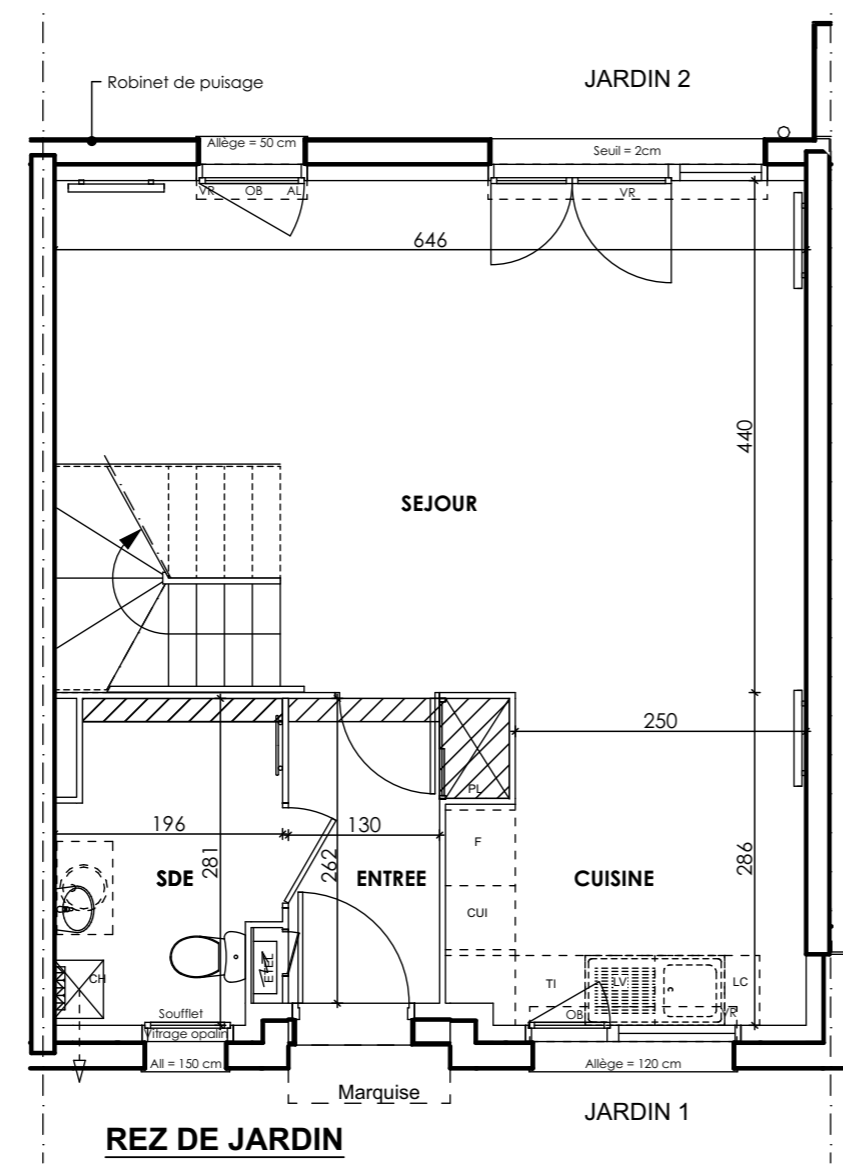 Robinet de puisage
JARDIN 2
Allège = 50 cm
Seuil = 2cm
VR OB AL
VR
646
440
SEJOUR
250
PL
196
130
F
281
262
286
SDE
ENTREE
CUISINE
CUI
ETEL
CH
TI
LV
LC
OB
VR
Soufflet
Vitrage opalin
All = 150 cm
Allège = 120 cm
Marquise
JARDIN 1
REZ DE JARDIN